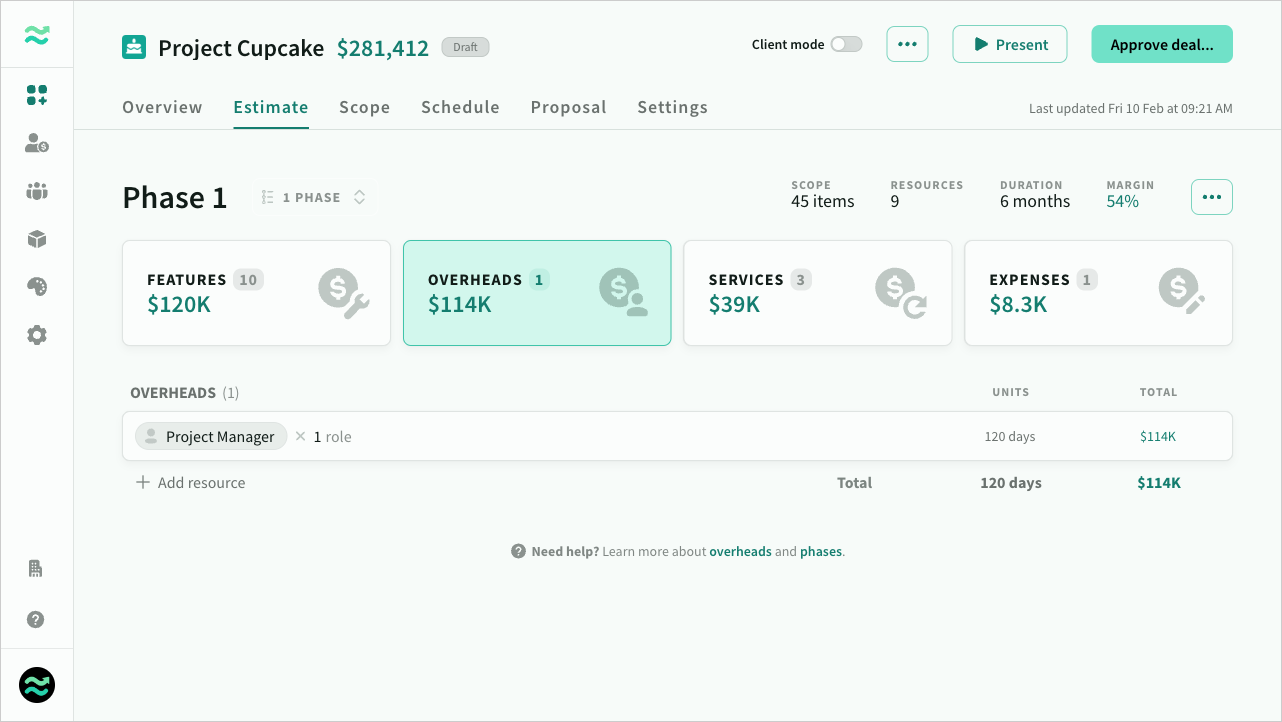 Project Cupcake $281,412 Draft
Client mode
Present
Approve deal...
Overview Estimate Scope Schedule Proposal Settings
Last updated Fri 10 Feb at 09:21 AM
Phase 1
1 PHASE
SCOPE
45 items
RESOURCES
9
DURATION
6 months
MARGIN
54%
FEATURES 10
$120K
OVERHEADS 1
$114K
SERVICES 3
$39K
EXPENSES 1
$8.3K
OVERHEADS (1) UNITS TOTAL
Project Manager × 1 role 120 days $114K
+ Add resource Total 120 days $114K
Need help? Learn more about overheads and phases.